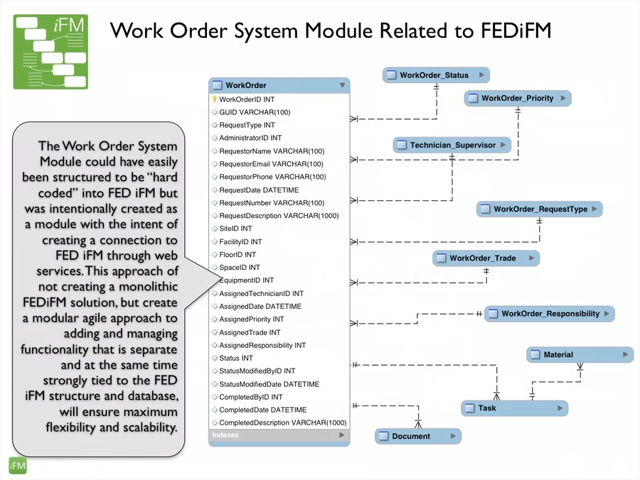 iFM
Work Order System Module Related to FEDiFM
The Work Order System
Module could have easily
been structured to be “hard
coded” into FED iFM but
was intentionally created as
a module with the intent of
creating a connection to
FED iFM through web
services. This approach of
not creating a monolithic
FEDiFM solution, but create
a modular agile approach to
adding and managing
functionality that is separate
and at the same time
strongly tied to the FED
iFM structure and database,
will ensure maximum
flexibility and scalability.
WorkOrder
WorkOrderID INT
GUID VARCHAR(100)
RequestType INT
AdministratorID INT
RequestorName VARCHAR(100)
RequestorEmail VARCHAR(100)
RequestorPhone VARCHAR(100)
RequestDate DATETIME
RequestNumber VARCHAR(100)
RequestDescription VARCHAR(1000)
SiteID INT
FacilityID INT
FloorID INT
SpaceID INT
EquipmentID INT
AssignedTechnicianID INT
AssignedDate DATETIME
AssignedPriority INT
AssignedTrade INT
AssignedResponsibility INT
Status INT
StatusModifiedByID INT
StatusModifiedDate DATETIME
CompletedByID INT
CompletedDate DATETIME
CompletedDescription VARCHAR(1000)
Indexes
WorkOrder_Status
WorkOrder_Priority
Technician_Supervisor
WorkOrder_RequestType
WorkOrder_Trade
WorkOrder_Responsibility
Material
Task
Document
iFM